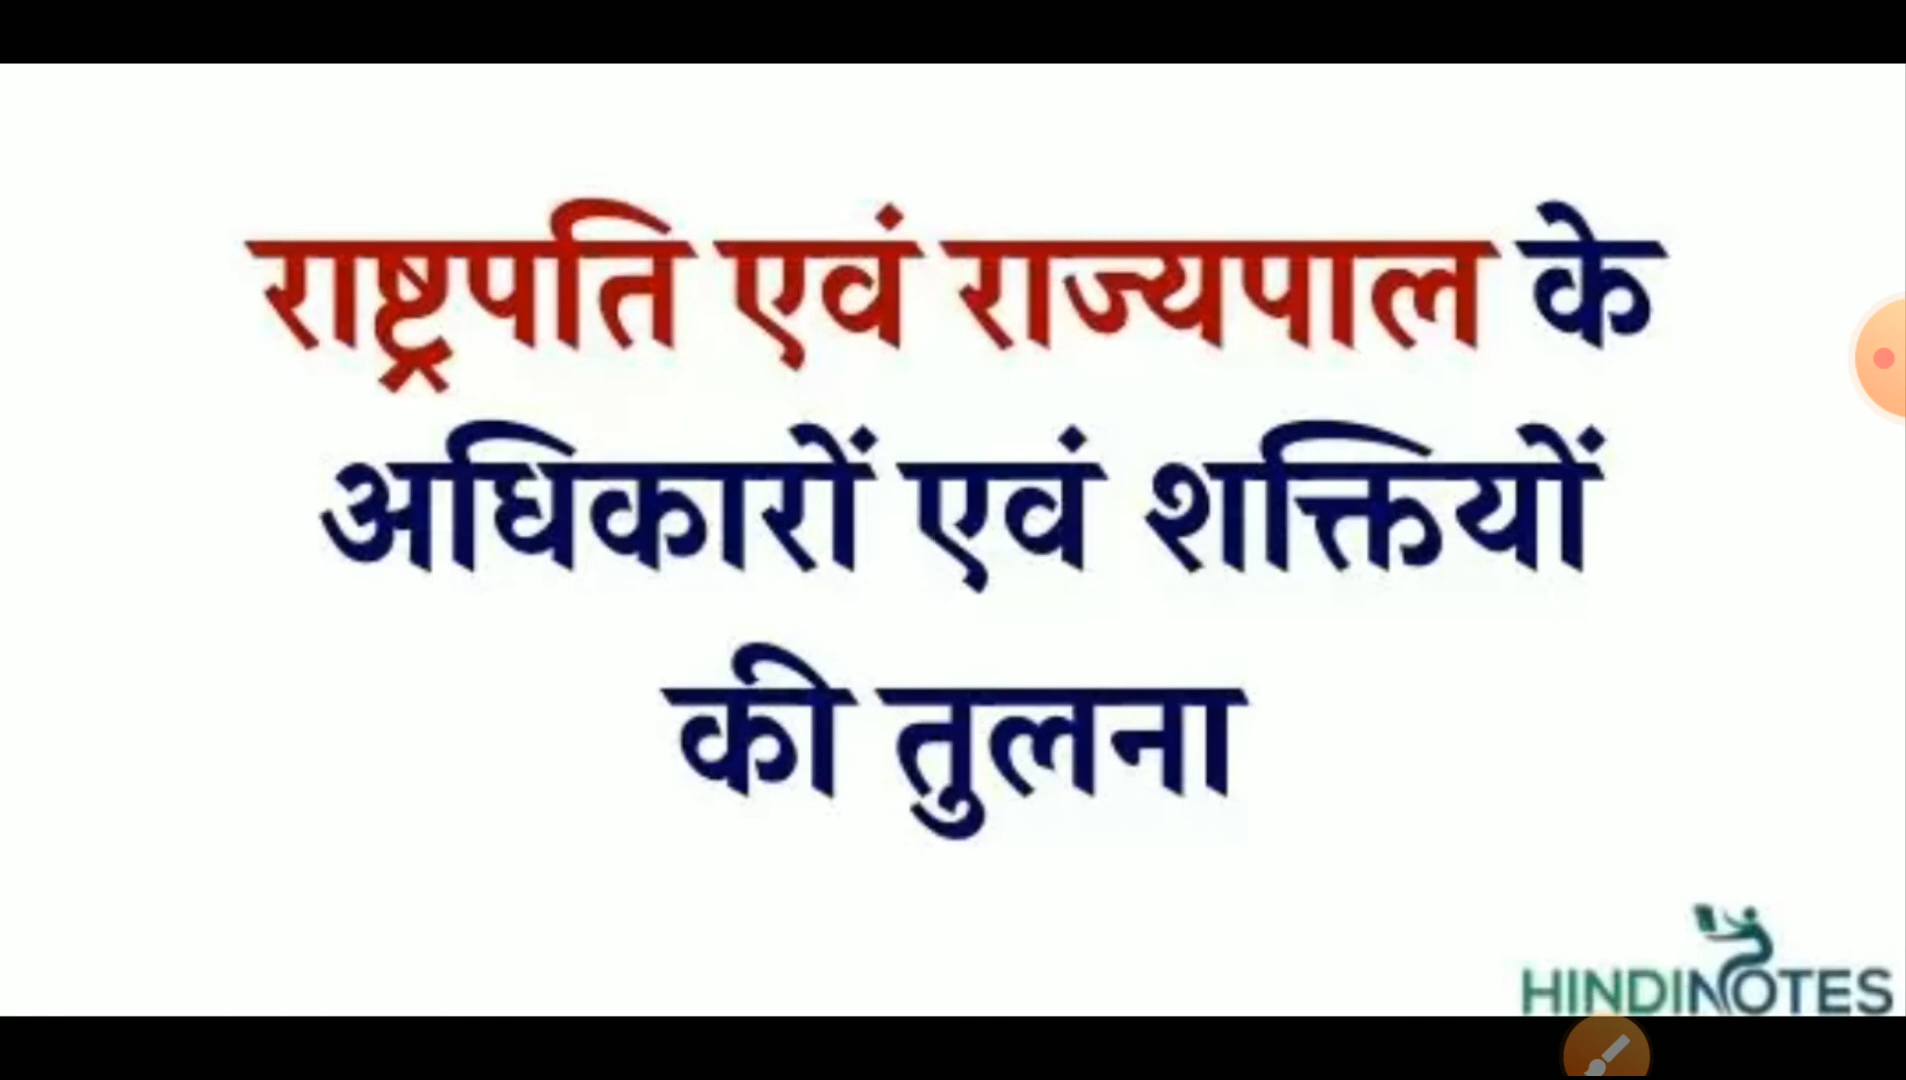 राष्ट्रपति एवं राज्यपाल के
अधिकारों एवं शक्तियों
की तुलना
HINDINOTES